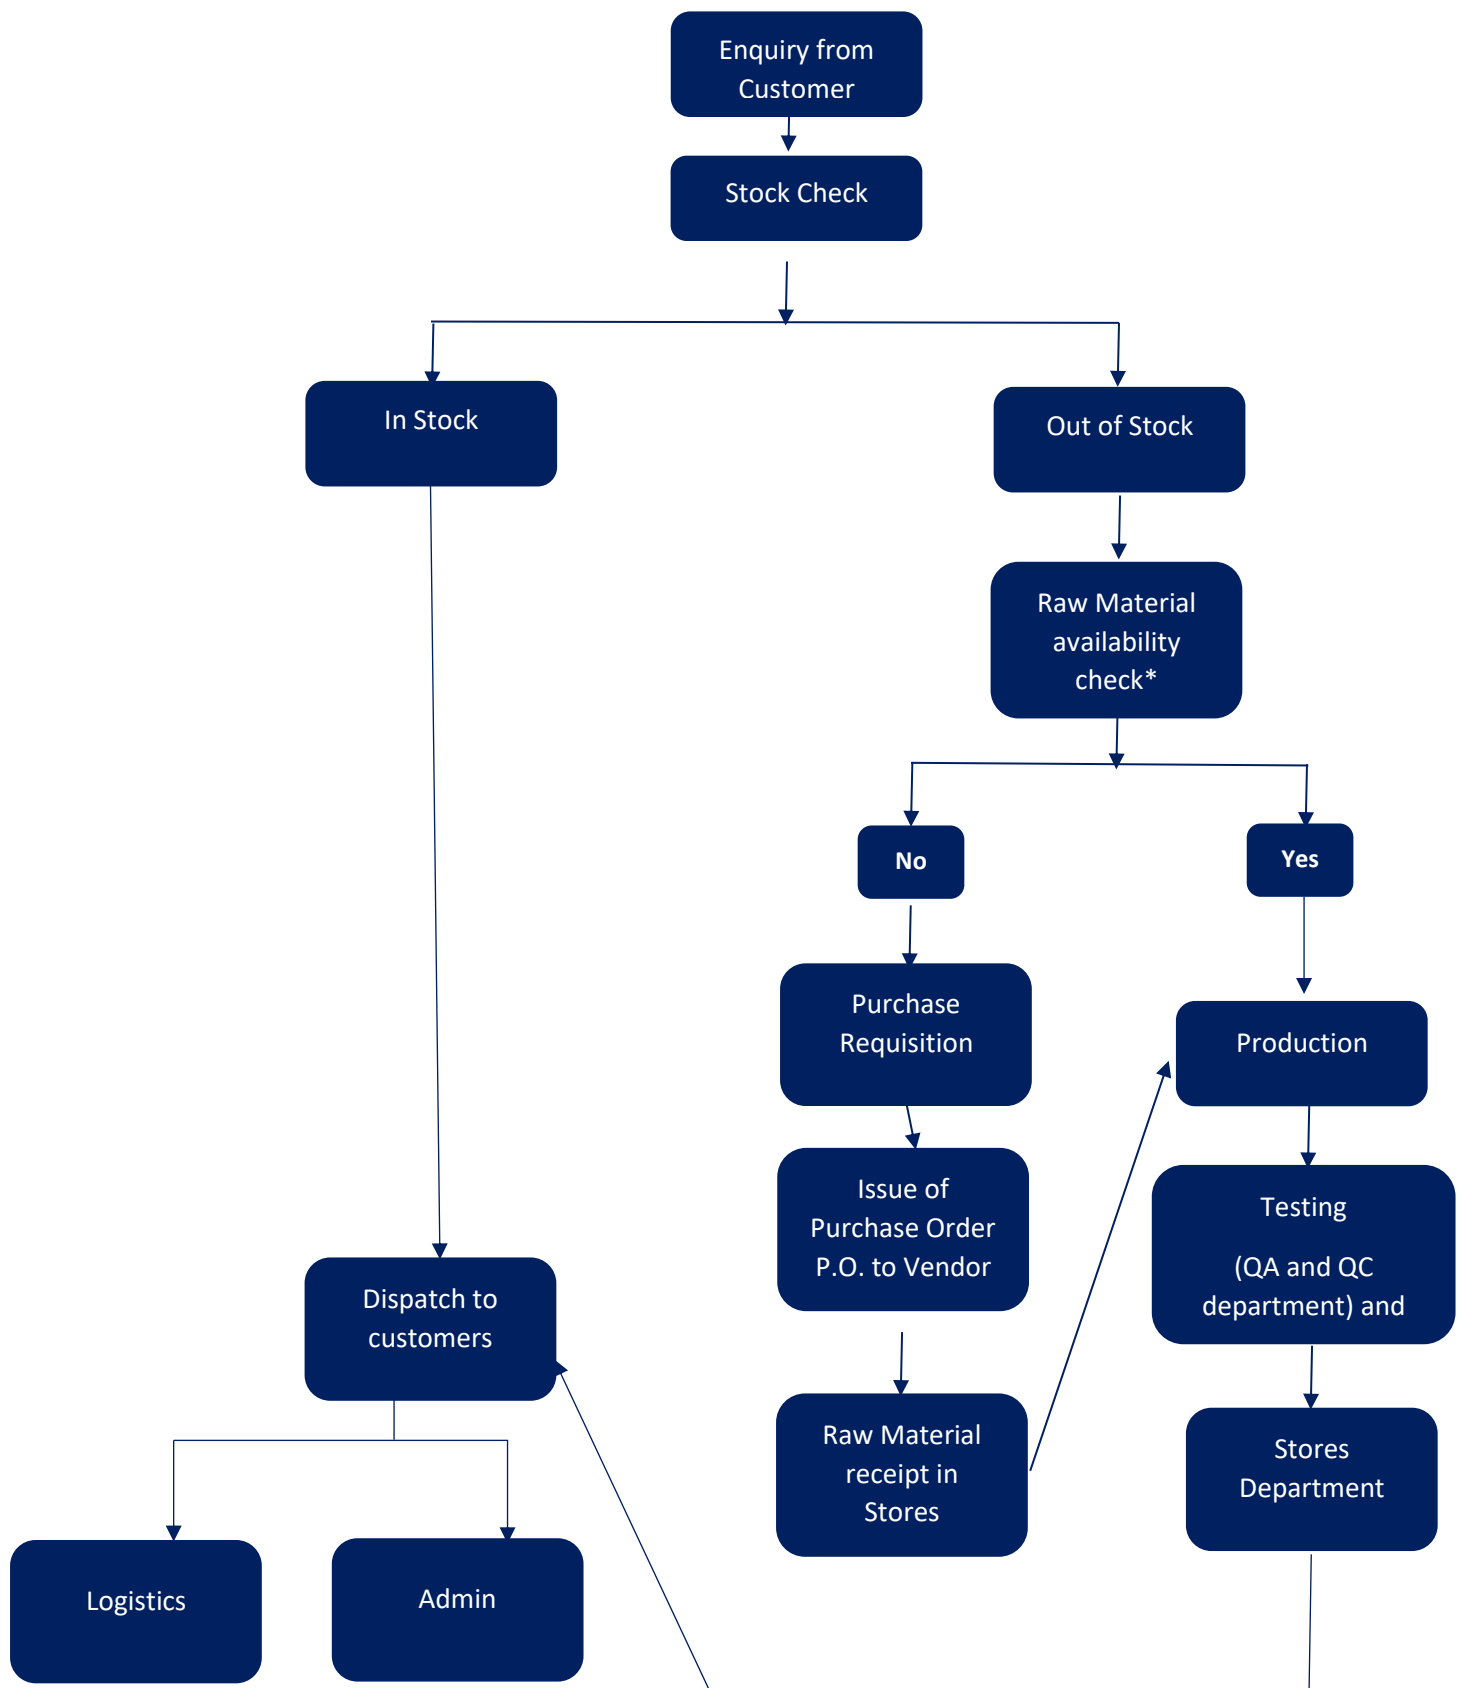 Enquiry from
Customer
Stock Check
In Stock
Out of Stock
Raw Material
availability
check*
No
Yes
Purchase
Requisition
Production
Issue of
Purchase Order
P.O. to Vendor
Testing
(QA and QC
department) and
Dispatch to
customers
Raw Material
receipt in
Stores
Stores
Department
Logistics
Admin